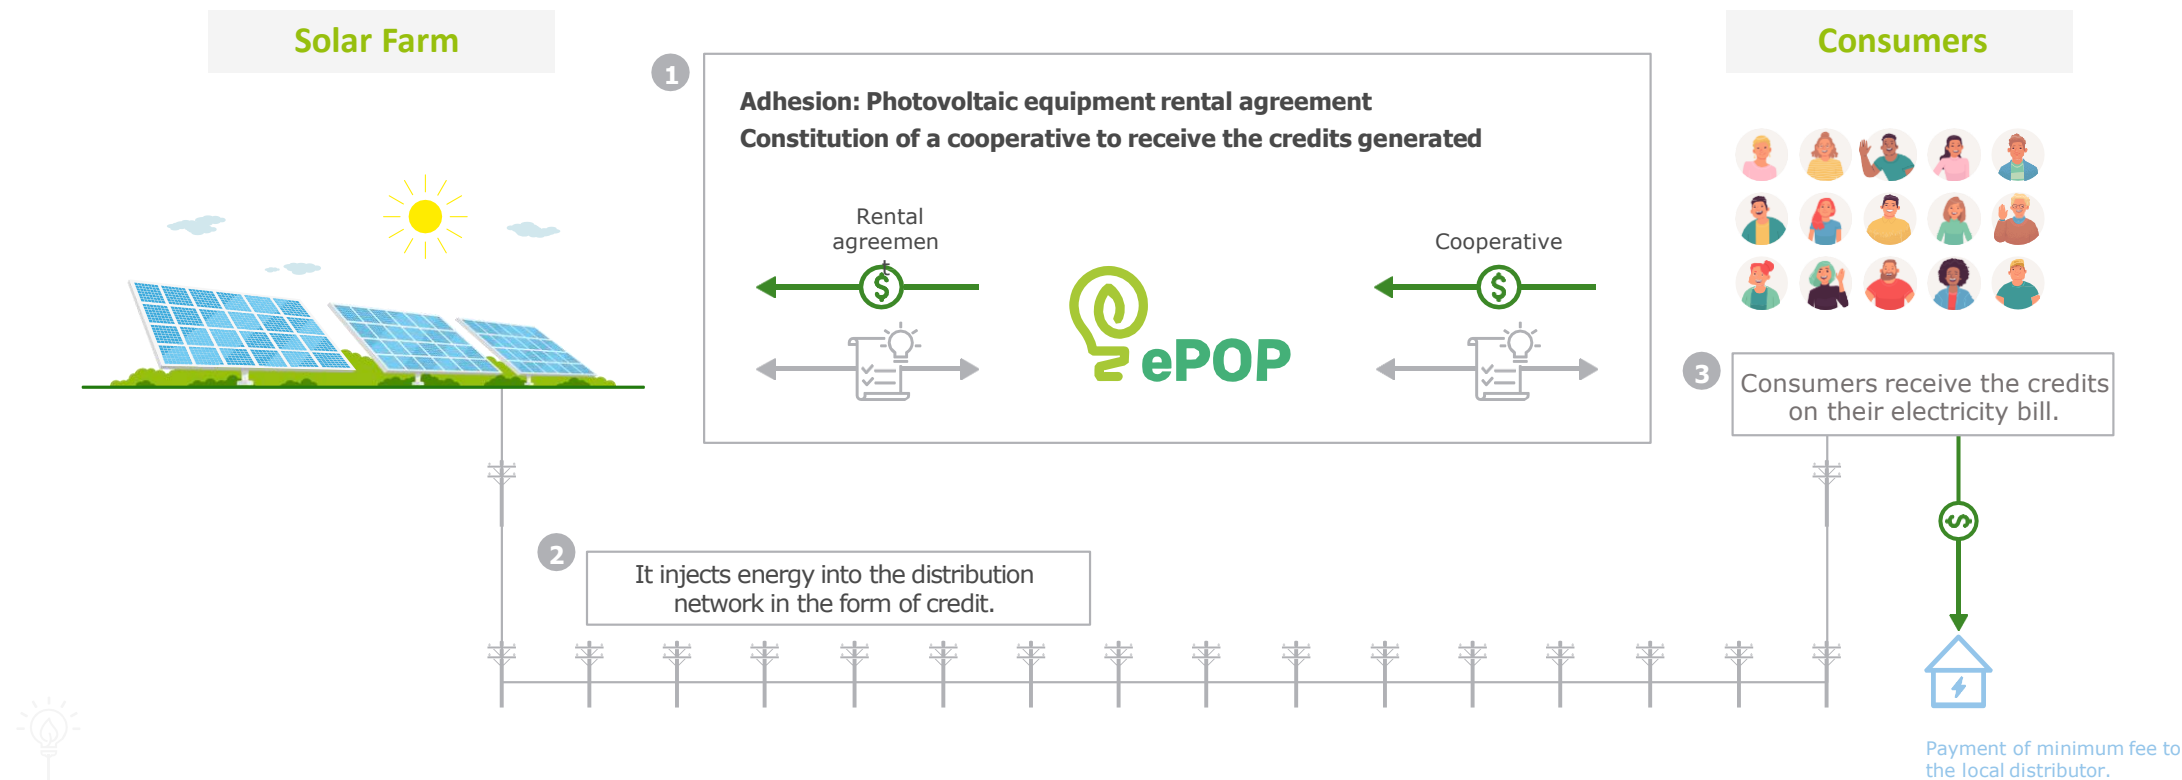 Solar Farm
Consumers
1
Adhesion: Photovoltaic equipment rental agreement
Constitution of a cooperative to receive the credits generated
Rental
agreemen
t
$
Cooperative
$
ePOP
3
Consumers receive the credits
on their electricity bill.
$
2
It injects energy into the distribution
network in the form of credit.
Payment of minimum fee to
the local distributor.